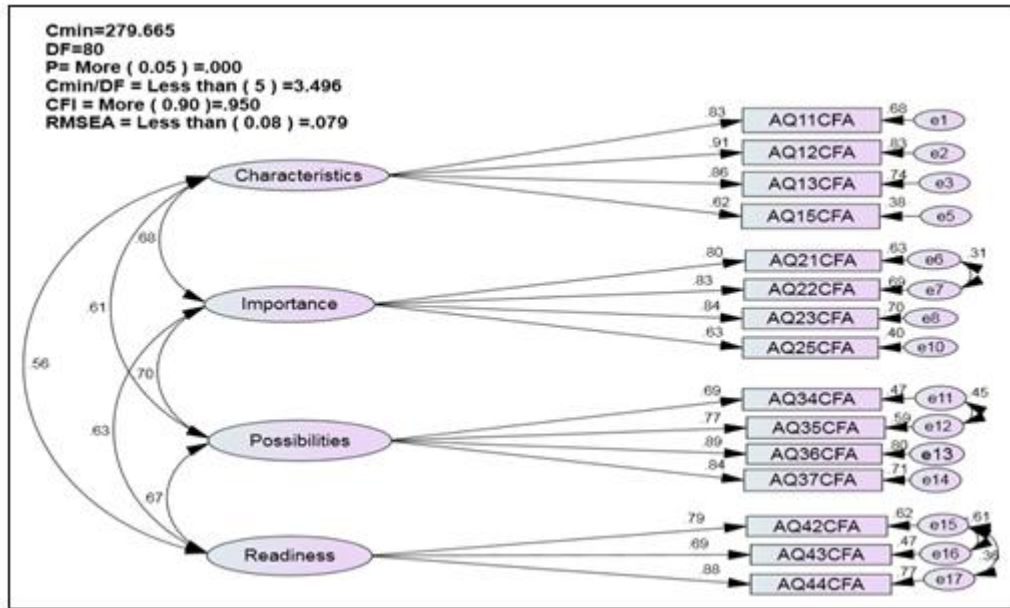 Cmin=279.665
DF=80
P= More ( 0.05 ) =.000
Cmin/DF = Less than ( 5 ) =3.496
CFI = More ( 0.90 )=.950
RMSEA = Less than ( 0.08 ) =.079
.83 AQ11CFA .68 e1
.91 AQ12CFA .83 e2
Characteristics
.86 AQ13CFA .74 e3
.62 AQ15CFA .38 e5
.68
.80 AQ21CFA .63 e6 .31
.83 AQ22CFA .69 e7
Importance
.61
.84 AQ23CFA .70 e8
.63 AQ25CFA .40 e10
.56
.70
.69 AQ34CFA .47 e11 .45
.63
.77 AQ35CFA .59 e12
Possibilities
.89 AQ36CFA .80 e13
.84 AQ37CFA .71 e14
.67
.79 AQ42CFA .62 e15 .61
Readiness
.69 AQ43CFA .47 e16 .36
.88 AQ44CFA .77 e17